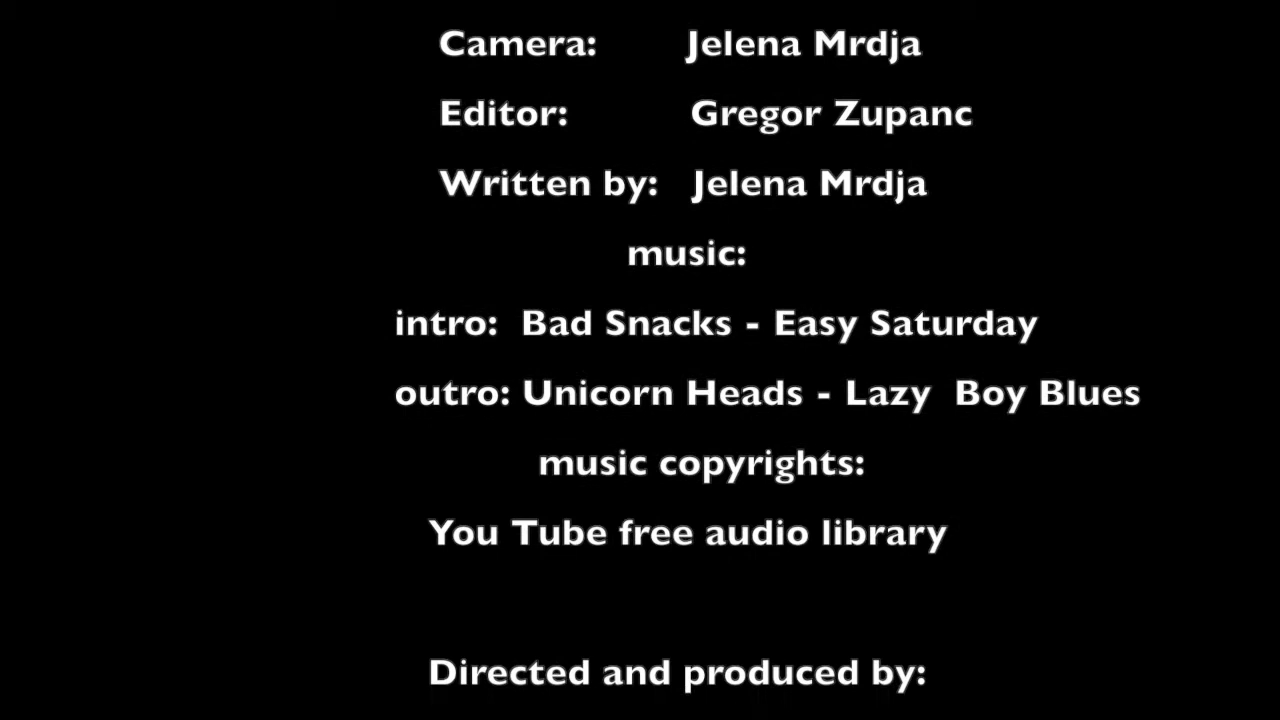 Camera: Jelena Mrdja
Editor: Gregor Zupanc
Written by: Jelena Mrdja
music:
intro: Bad Snacks - Easy Saturday
outro: Unicorn Heads - Lazy Boy Blues
music copyrights:
You Tube free audio library
Directed and produced by: